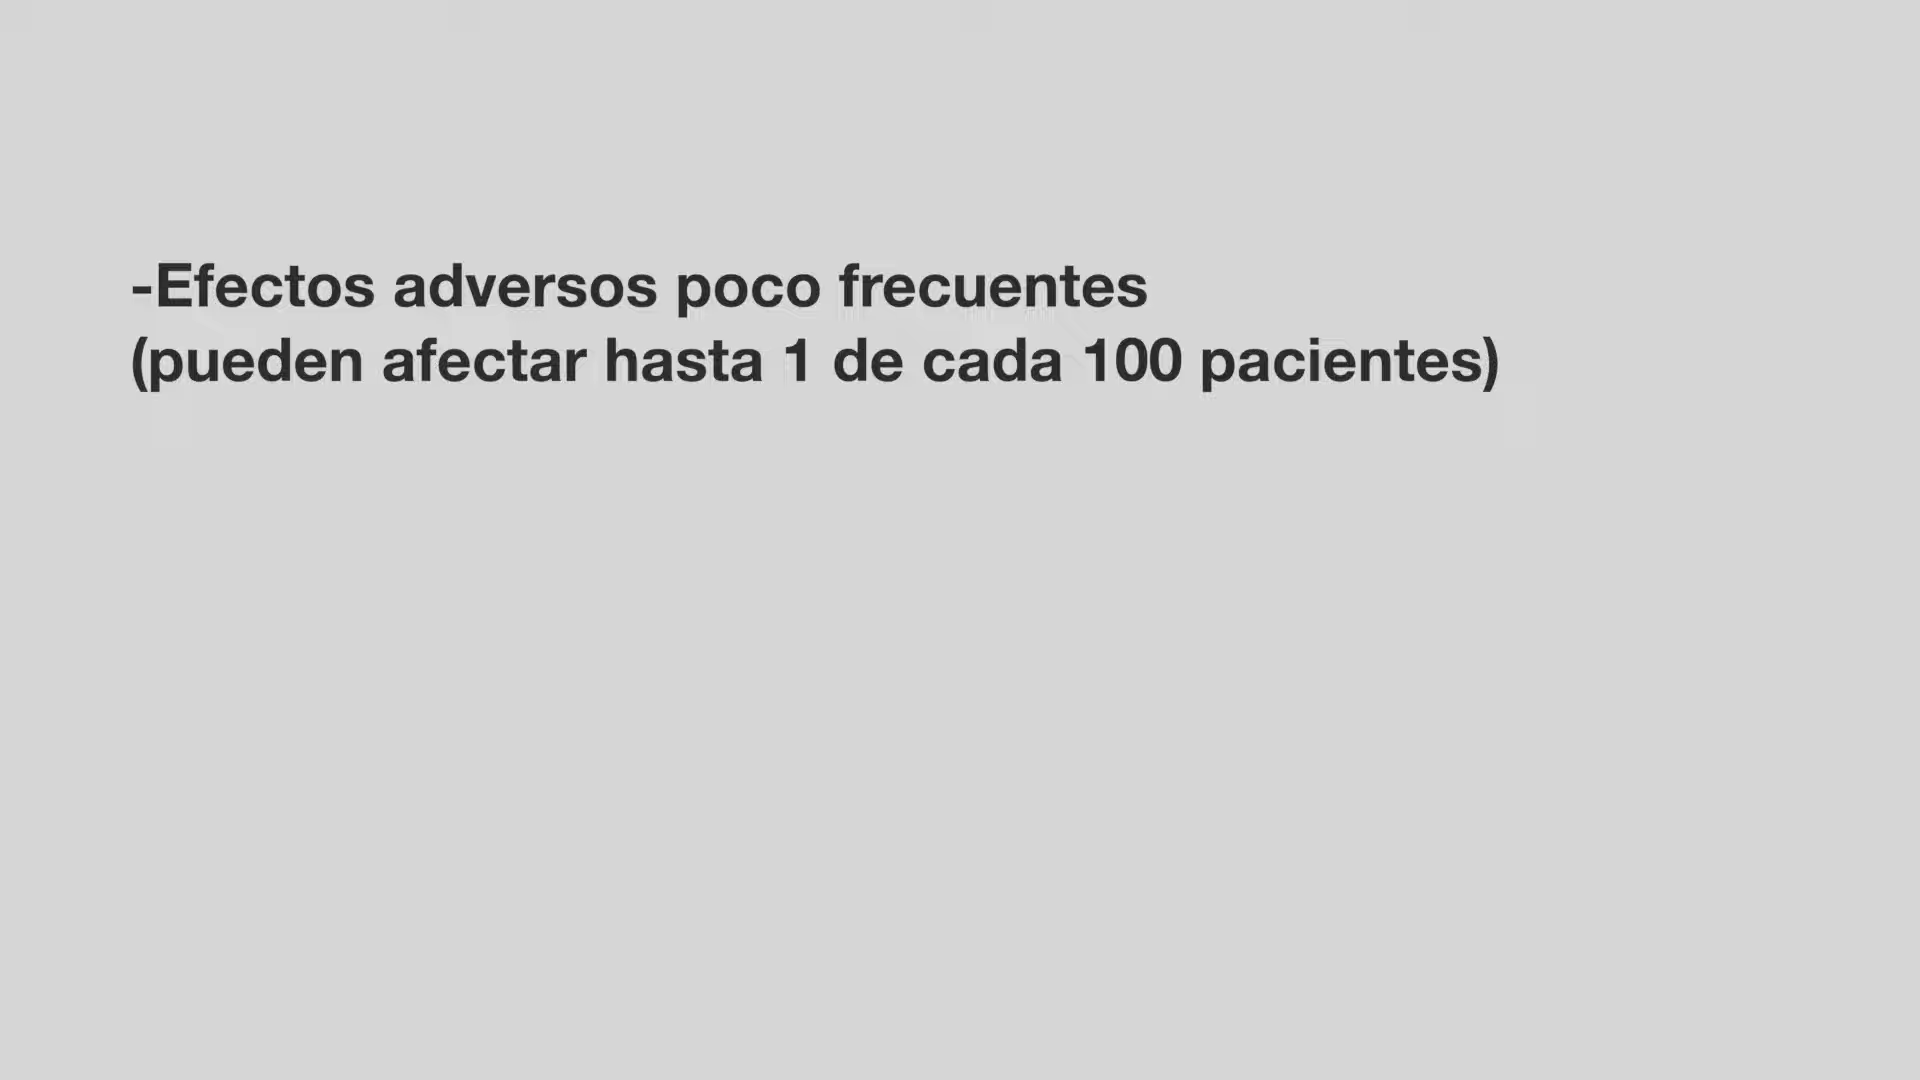 -Efectos adversos poco frecuentes
(pueden afectar hasta 1 de cada 100 pacientes)